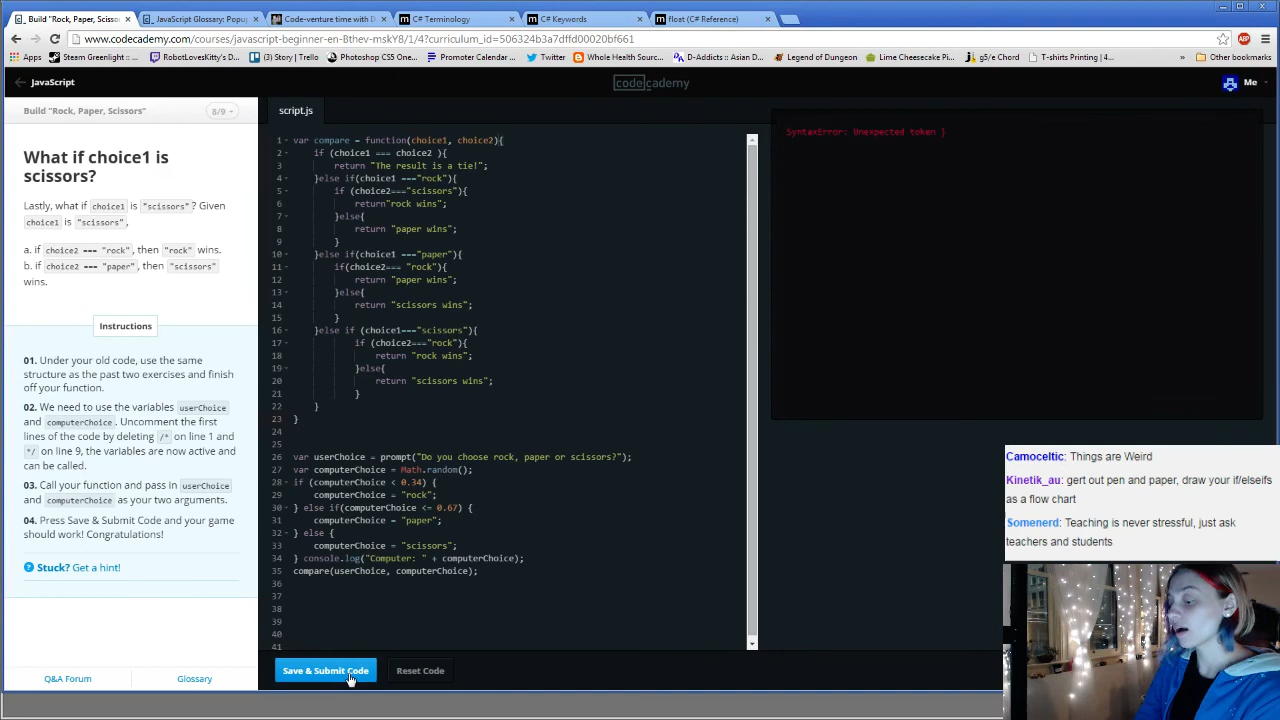 Build "Rock, Paper, Scisso
JavaScript Glossary: Popu
Code-venture time with D
C# Terminology
C# Keywords
float (C# Reference)
www.codecademy.com/courses/javascript-beginner-en-Bthev-mskY8/1/4?curriculum_id=506324b3a7dffd00020bf661
Apps
Steam Greenlight - ...
RobotLovesKitty's D...
(3) Story | Trello
Photoshop CS6 One...
Promoter Calendar ...
Twitter
Whole Health Sourc...
D-Addicts :: Asian D...
Legend of Dungeon
Lime Cheesecake Pi...
g5/e Chord
T-shirts Printing | 4...
»
Other bookmarks
JavaScript
code cademy
Me
Build "Rock, Paper, Scissors"
8/9
script.js
What if choice1 is
scissors?
Lastly, what if choice1 is "scissors"? Given
choice1 is "scissors",
a. if choice2 === "rock", then "rock" wins.
b. if choice2 === "paper", then "scissors"
wins.
Instructions
01. Under your old code, use the same
structure as the past two exercises and finish
off your function.
02. We need to use the variables userChoice
and computerChoice. Uncomment the first
lines of the code by deleting /* on line 1 and
*/ on line 9, the variables are now active and
can be called.
03. Call your function and pass in userChoice
and computerChoice as your two arguments.
04. Press Save & Submit Code and your game
should work! Congratulations!
? Stuck? Get a hint!
Q&A Forum
Glossary
1 var compare = function(choice1, choice2){
2 if (choice1 === choice2 ){
3 return "The result is a tie!";
4 }else if(choice1 ==="rock"){
5 if (choice2==="scissors"){
6 return"rock wins";
7 }else{
8 return "paper wins";
9 }
10 }else if(choice1 ==="paper"){
11 if(choice2=== "rock"){
12 return "paper wins";
13 }else{
14 return "scissors wins";
15 }
16 }else if (choice1==="scissors"){
17 if (choice2==="rock"){
18 return "rock wins";
19 }else{
20 return "scissors wins";
21 }
22 }
23 }
24
25
26 var userChoice = prompt("Do you choose rock, paper or scissors?");
27 var computerChoice = Math.random();
28 if (computerChoice < 0.34) {
29 computerChoice = "rock";
30 } else if(computerChoice <= 0.67) {
31 computerChoice = "paper";
32 } else {
33 computerChoice = "scissors";
34 } console.log("Computer: " + computerChoice);
35 compare(userChoice, computerChoice);
36
37
38
39
40
41
Save & Submit Code
Reset Code
SyntaxError: Unexpected token }
Camoceltic: Things are Weird
Kinetik_au: gert out pen and paper, draw your if/elseifs
as a flow chart
Somenerd: Teaching is never stressful, just ask
teachers and students